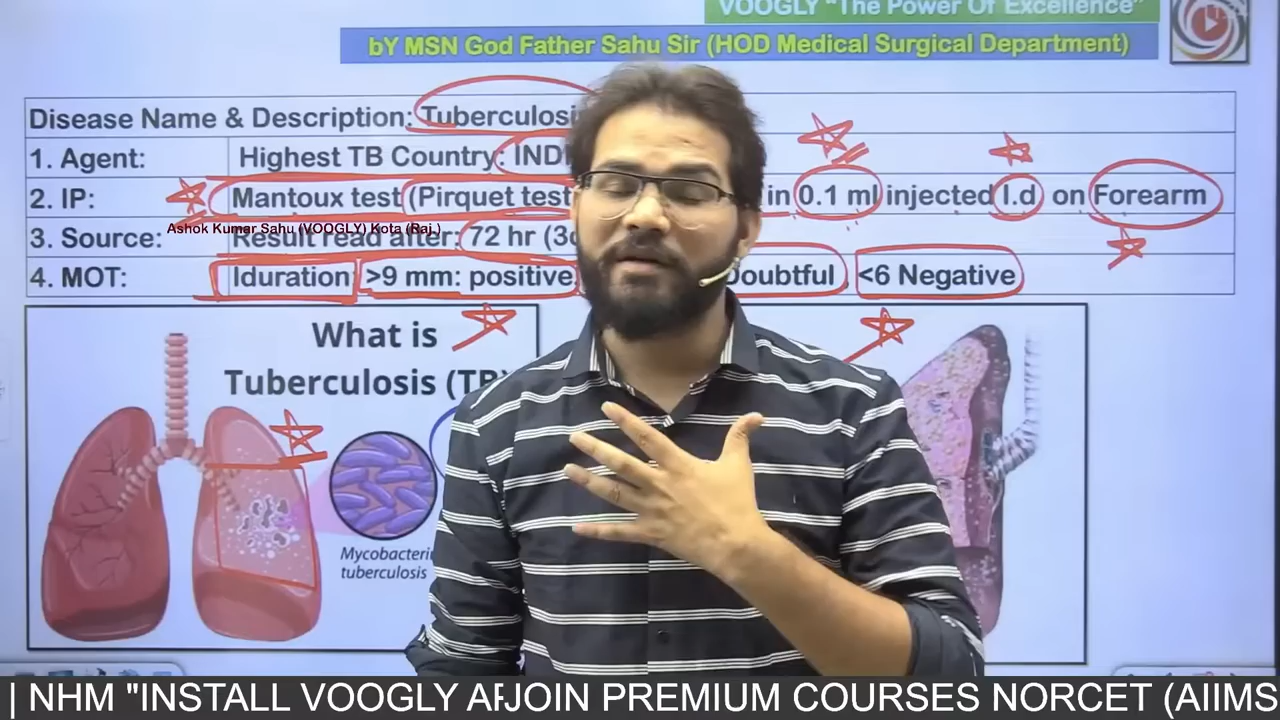 VOOGLY “The Power Of Excellence”
bY MSN God Father Sahu Sir (HOD Medical Surgical Department)
Disease Name & Description: Tuberculosi
1. Agent: Highest TB Country: INDI
2. IP: Mantoux test (Pirquet test in 0.1 ml injected I.d on Forearm
3. Source: Result read after: 72 hr (3
Ashok Kumar Sahu (VOOGLY) Kota (Raj.)
4. MOT: Iduration >9 mm: positive Doubtful <6 Negative
What is
Tuberculosis (TB)
Mycobacteri
tuberculosis
| NHM "INSTALL VOOGLY AP JOIN PREMIUM COURSES NORCET (AIIMS